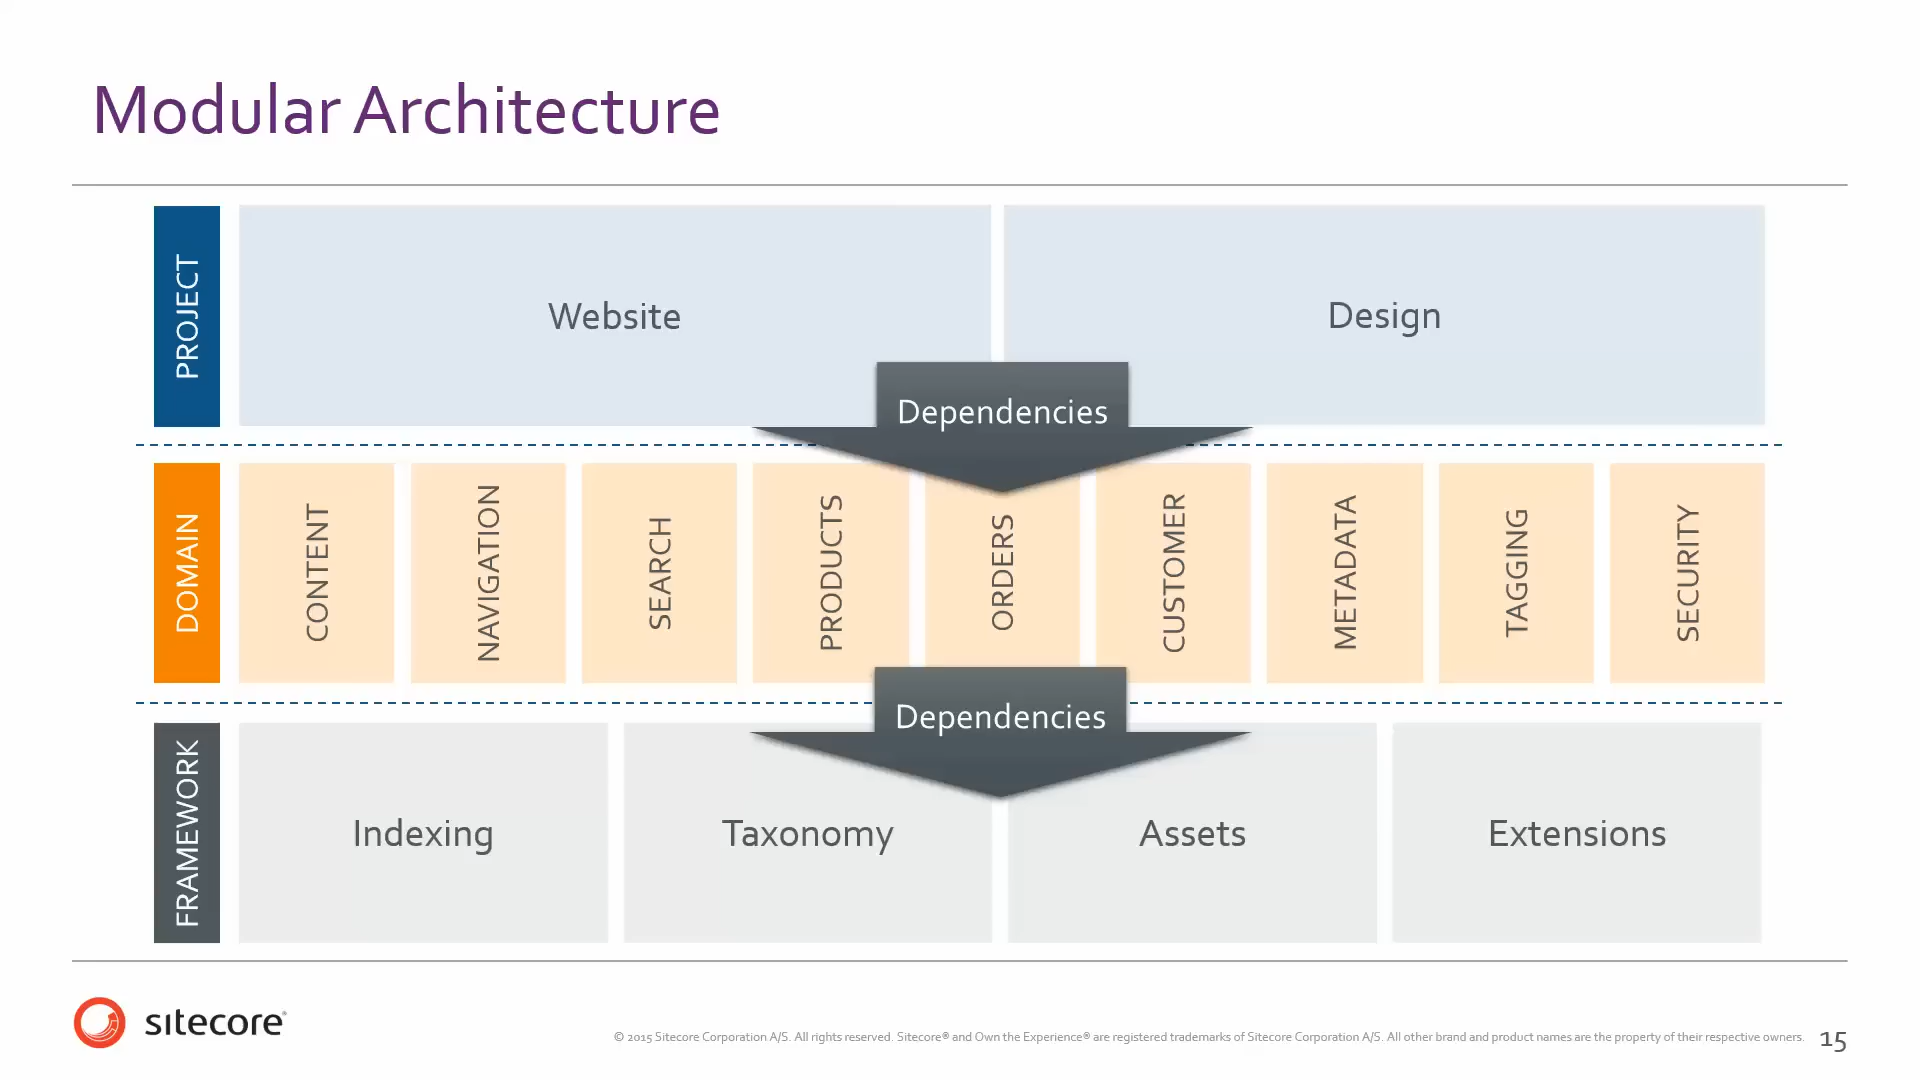 Modular Architecture
PROJECT
Website
Design
Dependencies
DOMAIN
CONTENT
NAVIGATION
SEARCH
PRODUCTS
ORDERS
CUSTOMER
METADATA
TAGGING
SECURITY
Dependencies
FRAMEWORK
Indexing
Taxonomy
Assets
Extensions
sitecore®
© 2015 Sitecore Corporation A/S. All rights reserved. Sitecore® and Own the Experience® are registered trademarks of Sitecore Corporation A/S. All other brand and product names are the property of their respective owners.
15